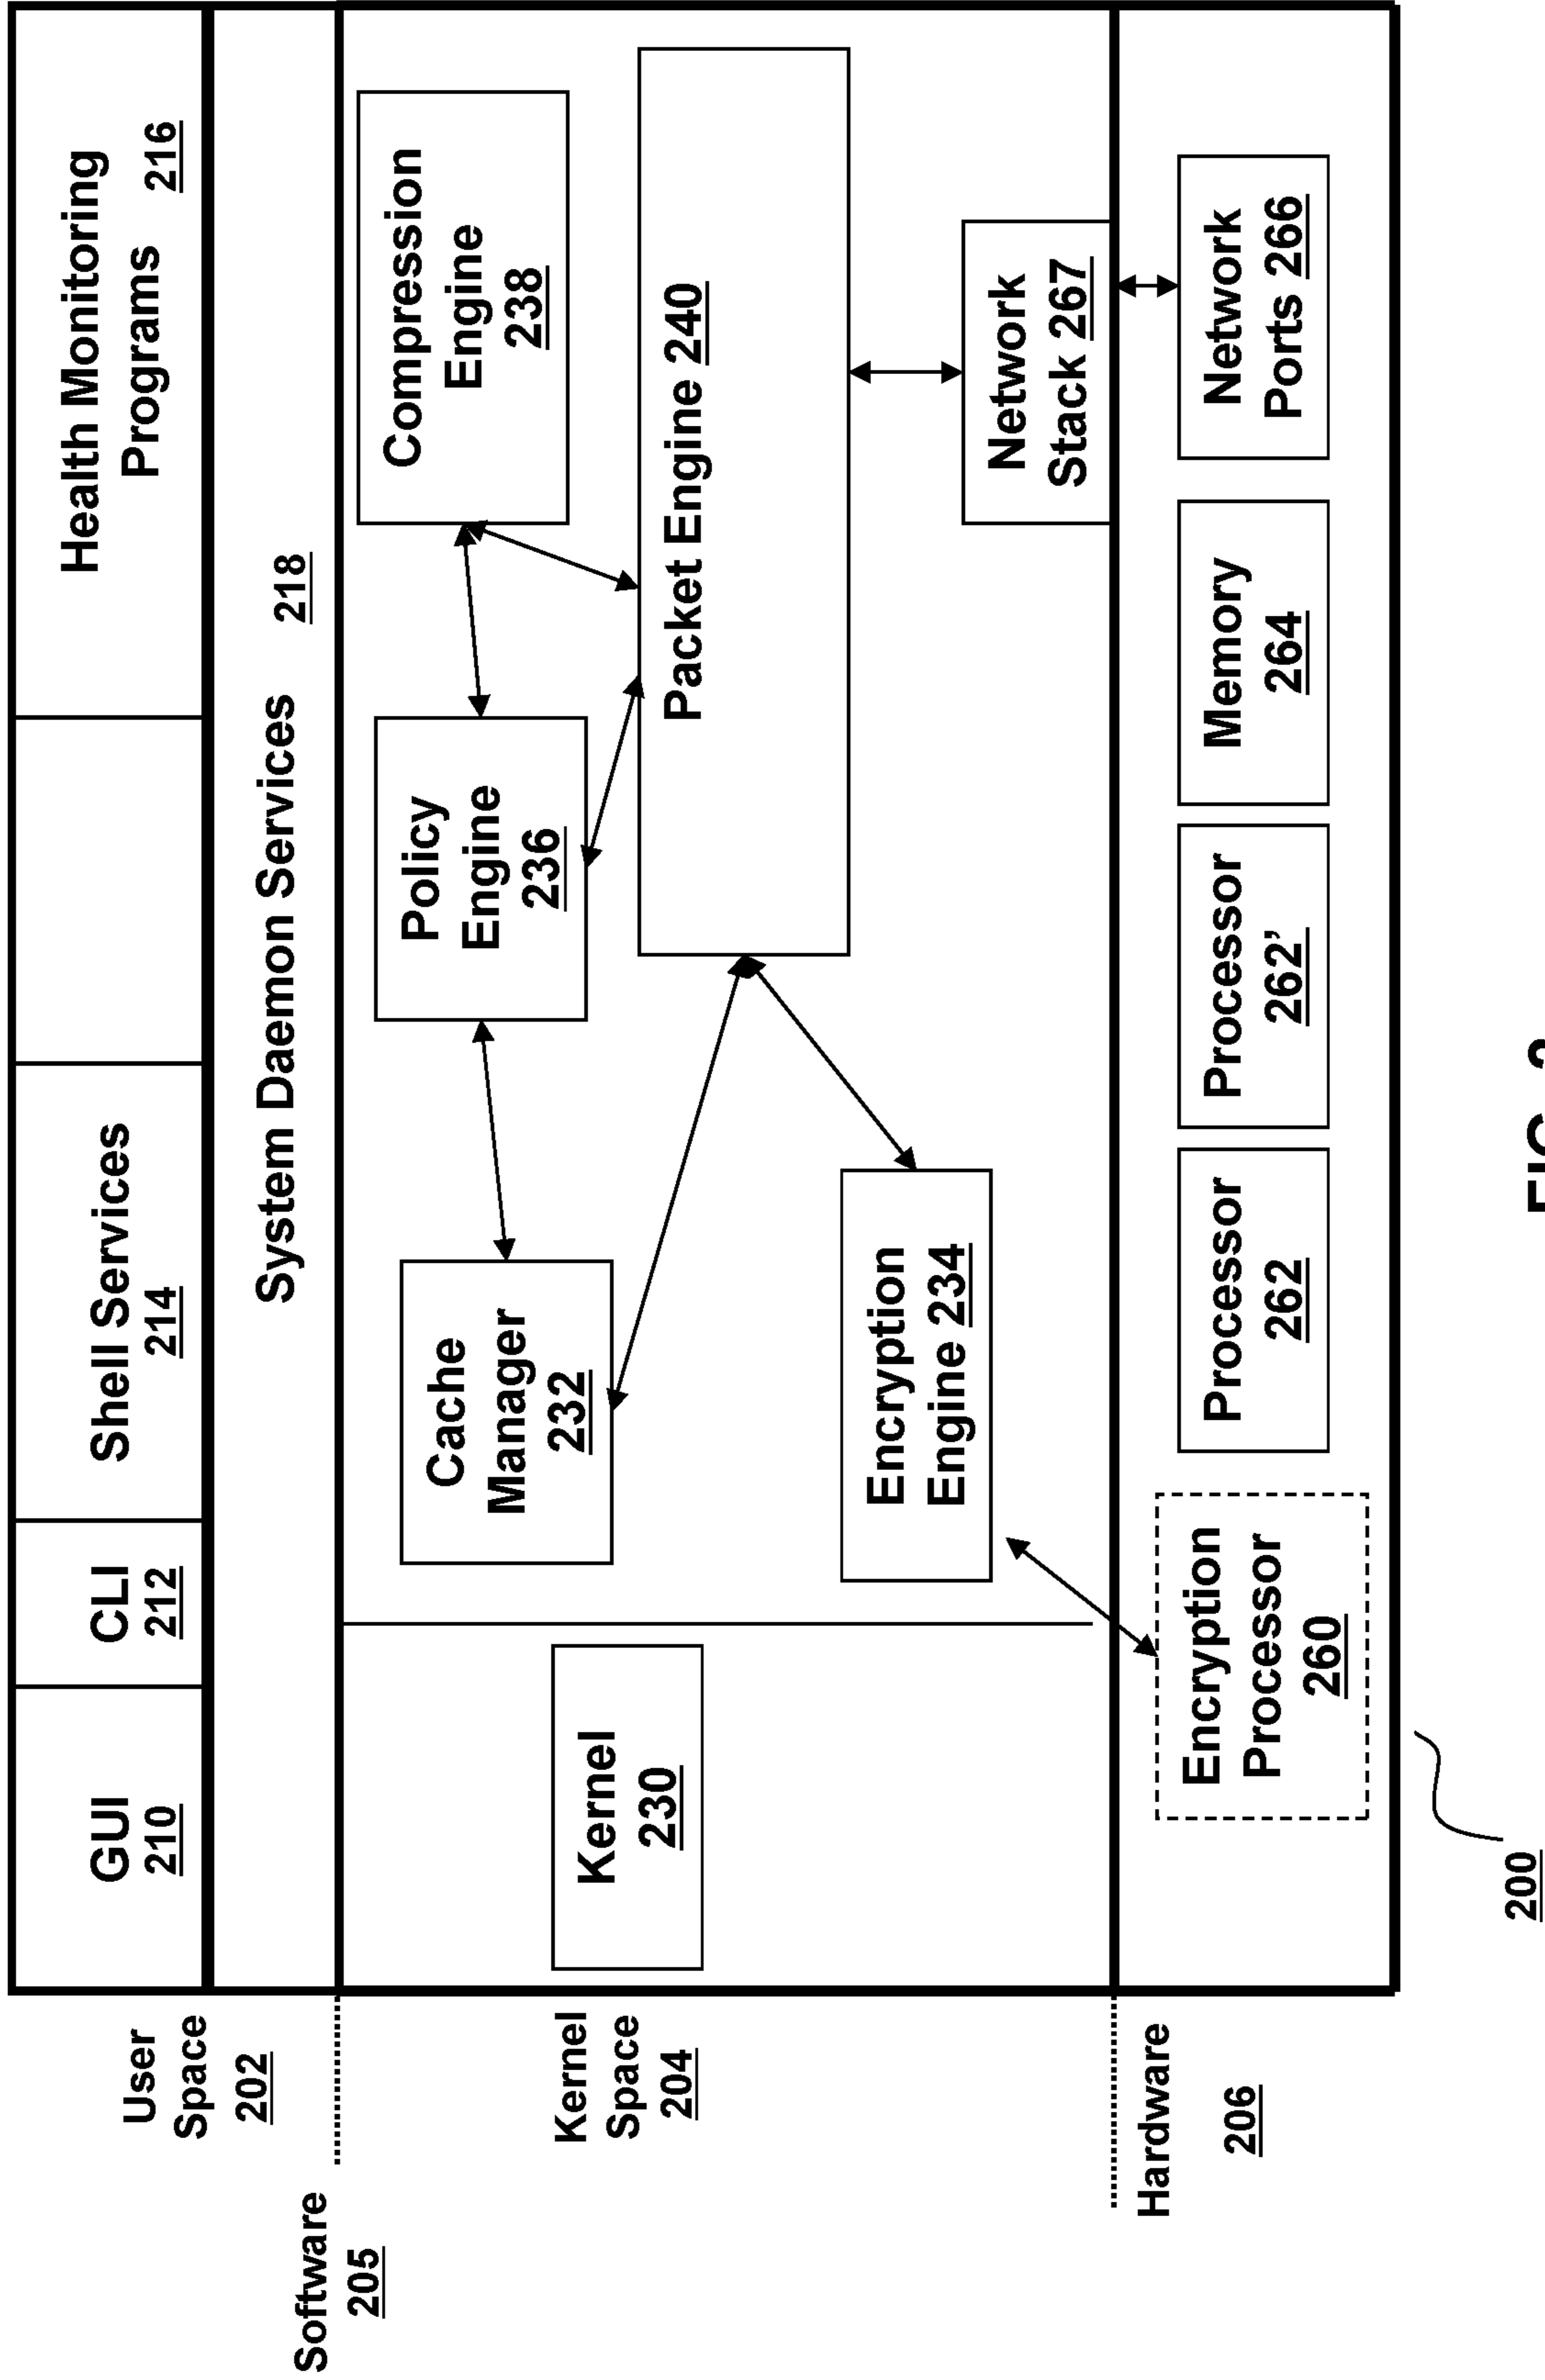 Software
205
User
Space
202
Kernel
Space
204
Hardware
206
GUI
210
CLI
212
Shell Services
214
Health Monitoring
Programs 216
System Daemon Services 218
Kernel
230
Cache
Manager
232
Policy
Engine
236
Compression
Engine
238
Packet Engine 240
Encryption
Engine 234
Network
Stack 267
Encryption
Processor
260
Processor
262
Processor
262’
Memory
264
Network
Ports 266
200